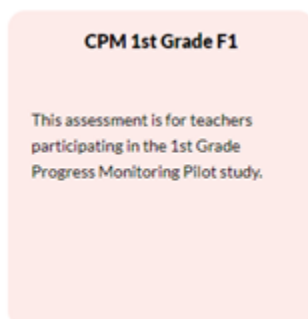 CPM 1st Grade F1
This assessment is for teachers
participating in the 1st Grade
Progress Monitoring Pilot study.